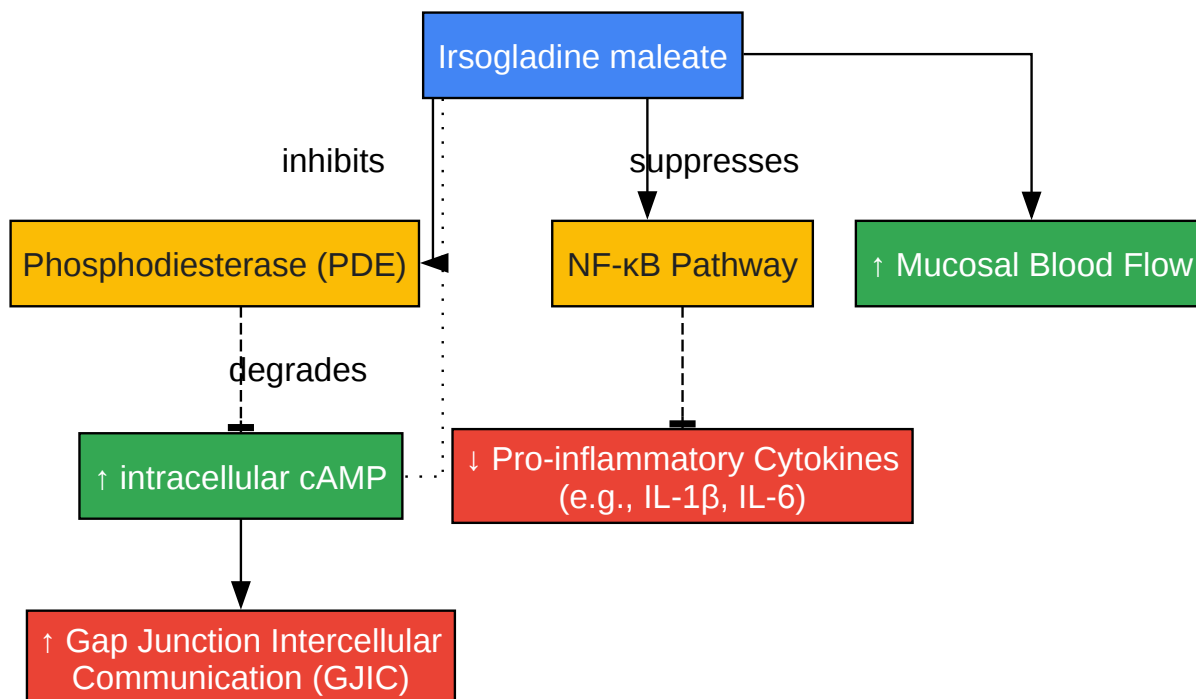 Irsogladine maleate
inhibits
suppresses
Phosphodiesterase (PDE)
NF-κB Pathway
↑ Mucosal Blood Flow
degrades
↑ intracellular cAMP
↓ Pro-inflammatory Cytokines
(e.g., IL-1β, IL-6)
↑ Gap Junction Intercellular
Communication (GJIC)